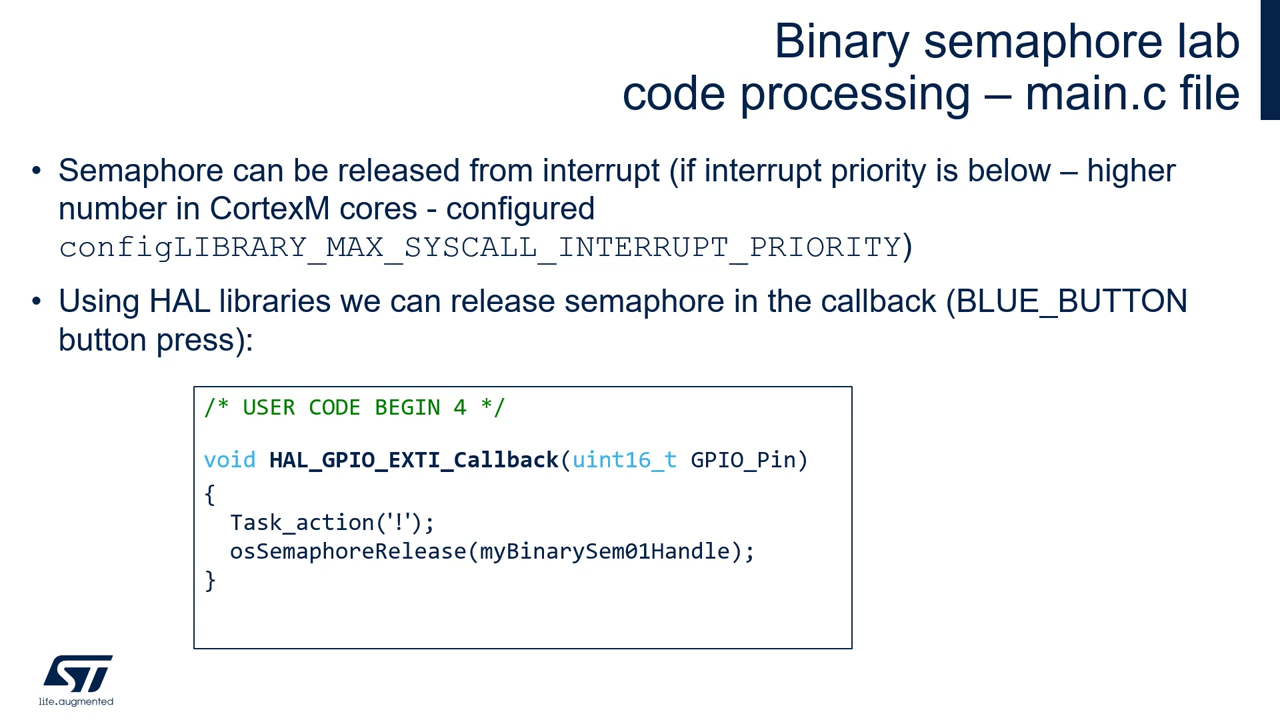 Binary semaphore lab
code processing – main.c file
• Semaphore can be released from interrupt (if interrupt priority is below – higher
number in CortexM cores - configured
configLIBRARY_MAX_SYSCALL_INTERRUPT_PRIORITY)
• Using HAL libraries we can release semaphore in the callback (BLUE_BUTTON
button press):
/* USER CODE BEGIN 4 */
void HAL_GPIO_EXTI_Callback(uint16_t GPIO_Pin)
{
Task_action('!');
osSemaphoreRelease(myBinarySem01Handle);
}
ST
life.augmented